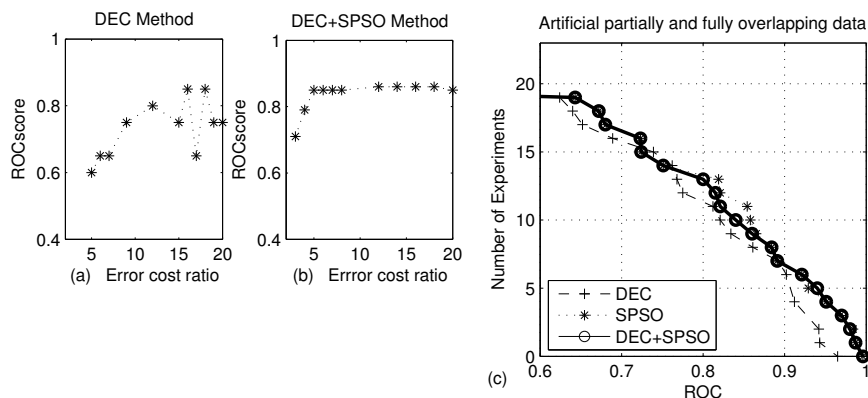 DEC Method
ROCscore
1
0.8
0.6
0.4
5
10
15
20
(a)
Error cost ratio
DEC+SPSO Method
ROCscore
1
0.8
0.6
0.4
5
10
15
20
(b)
Errror cost ratio
Artificial partially and fully overlapping data
Number of Experiments
20
15
10
5
0
0.6
0.7
0.8
0.9
1
DEC
SPSO
DEC+SPSO
(c)
ROC